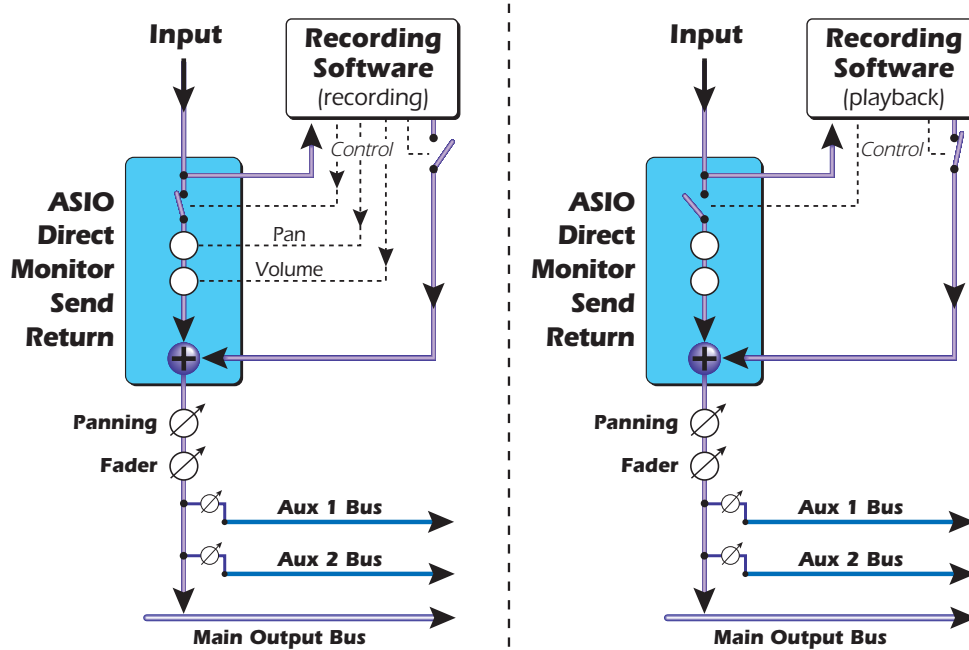 Input
Recording
Software
(recording)
Control
ASIO
Direct
Monitor
Send
Return
Pan
Volume
+
Panning
Fader
Aux 1 Bus
Aux 2 Bus
Main Output Bus
Input
Recording
Software
(playback)
Control
ASIO
Direct
Monitor
Send
Return
+
Panning
Fader
Aux 1 Bus
Aux 2 Bus
Main Output Bus